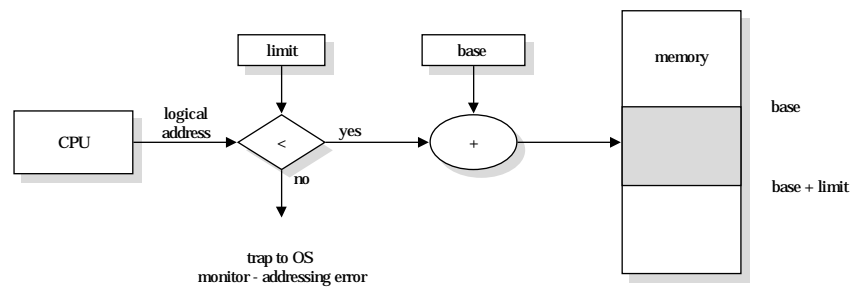 limit
base
memory
logical
address
CPU
<
yes
+
base
no
base + limit
trap to OS
monitor - addressing error